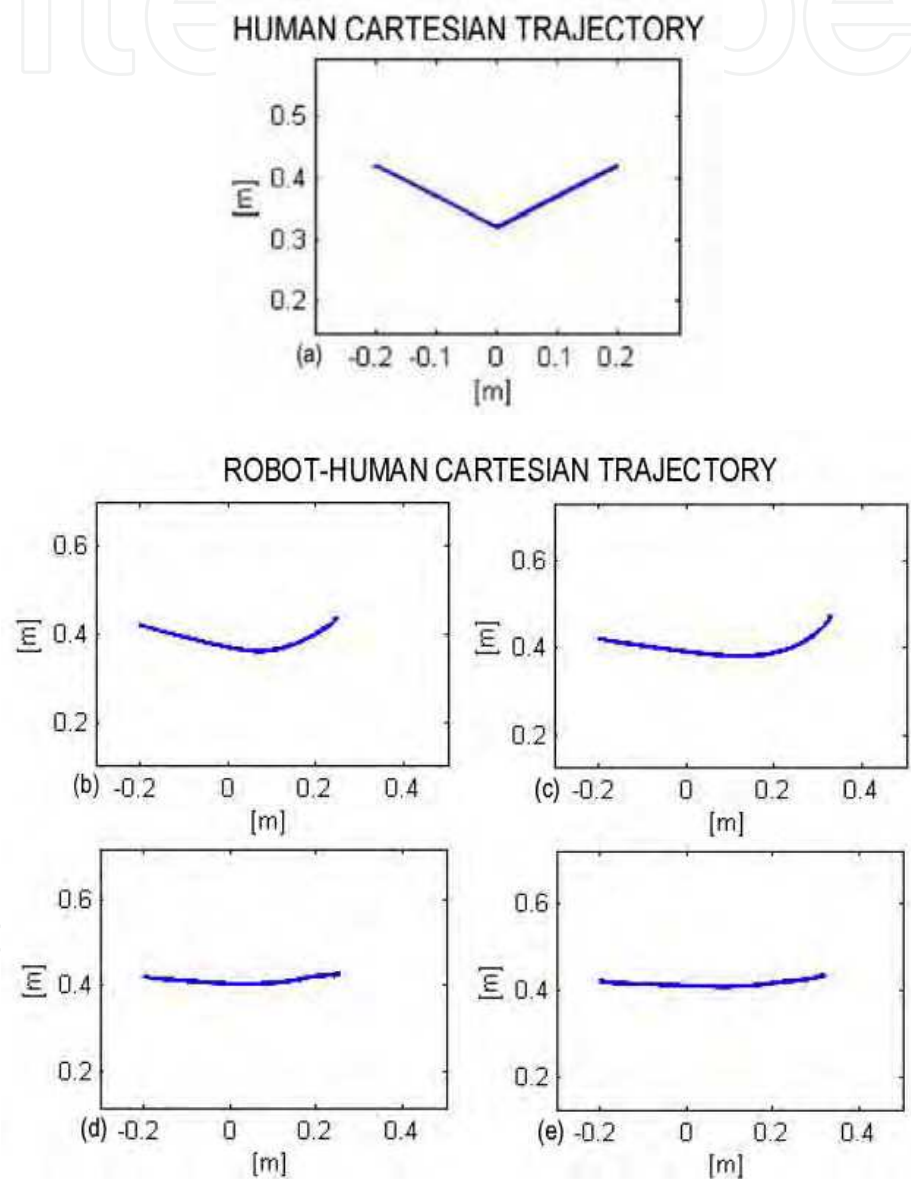 HUMAN CARTESIAN TRAJECTORY
[m]
0.5
0.4
0.3
0.2
(a) -0.2 -0.1 0 0.1 0.2
[m]
ROBOT-HUMAN CARTESIAN TRAJECTORY
[m]
0.6
0.4
0.2
(b) -0.2 0 0.2 0.4
[m]
[m]
0.6
0.4
0.2
(c) -0.2 0 0.2 0.4
[m]
[m]
0.6
0.4
0.2
(d) -0.2 0 0.2 0.4
[m]
[m]
0.6
0.4
0.2
(e) -0.2 0 0.2 0.4
[m]